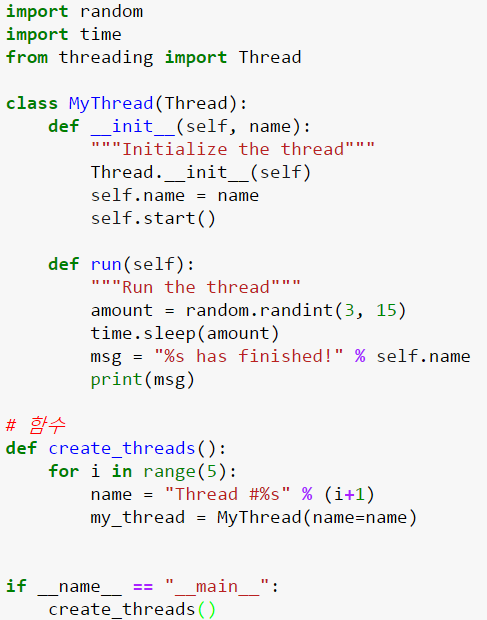 import random
import time
from threading import Thread

class MyThread(Thread):
    def __init__(self, name):
        """Initialize the thread"""
        Thread.__init__(self)
        self.name = name
        self.start()

    def run(self):
        """Run the thread"""
        amount = random.randint(3, 15)
        time.sleep(amount)
        msg = "%s has finished!" % self.name
        print(msg)

# 함수
def create_threads():
    for i in range(5):
        name = "Thread #%s" % (i+1)
        my_thread = MyThread(name=name)


if __name__ == "__main__":
    create_threads()